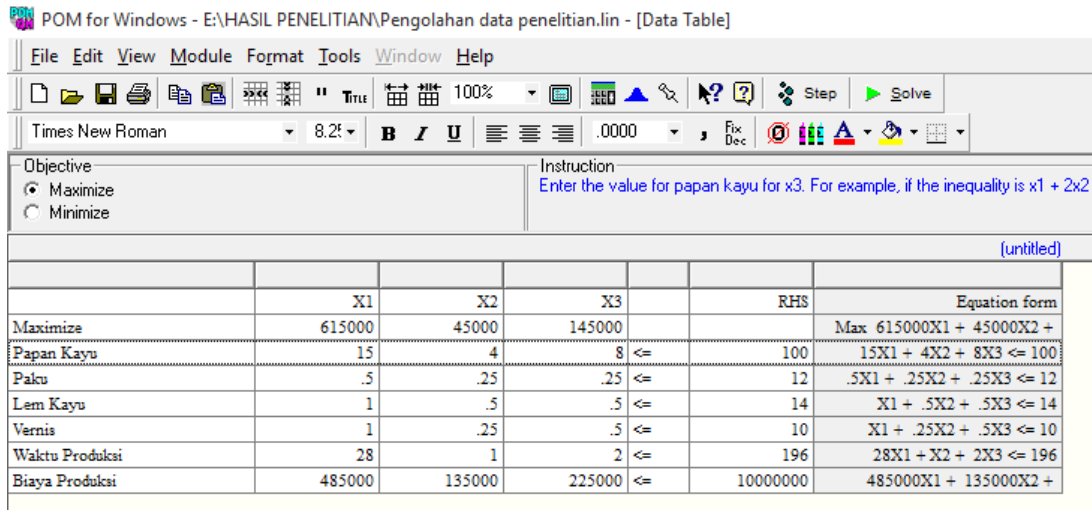 POM for Windows - E:\HASIL PENELITIAN\Pengolahan data penelitian.lin - [Data Table]
File Edit View Module Format Tools Window Help
" TITLE 100% Step Solve
Times New Roman 8.2 B I U .0000 , Fix Dec A
Objective Instruction
Maximize Enter the value for papan kayu for x3. For example, if the inequality is x1 + 2x2
Minimize
(untitled)
X1 X2 X3 RHS Equation form
Maximize 615000 45000 145000 Max 615000X1 + 45000X2 +
Papan Kayu 15 4 8 <= 100 15X1 + 4X2 + 8X3 <= 100
Paku .5 .25 .25 <= 12 .5X1 + .25X2 + .25X3 <= 12
Lem Kayu 1 .5 .5 <= 14 X1 + .5X2 + .5X3 <= 14
Vernis 1 .25 .5 <= 10 X1 + .25X2 + .5X3 <= 10
Waktu Produksi 28 1 2 <= 196 28X1 + X2 + 2X3 <= 196
Biaya Produksi 485000 135000 225000 <= 10000000 485000X1 + 135000X2 +